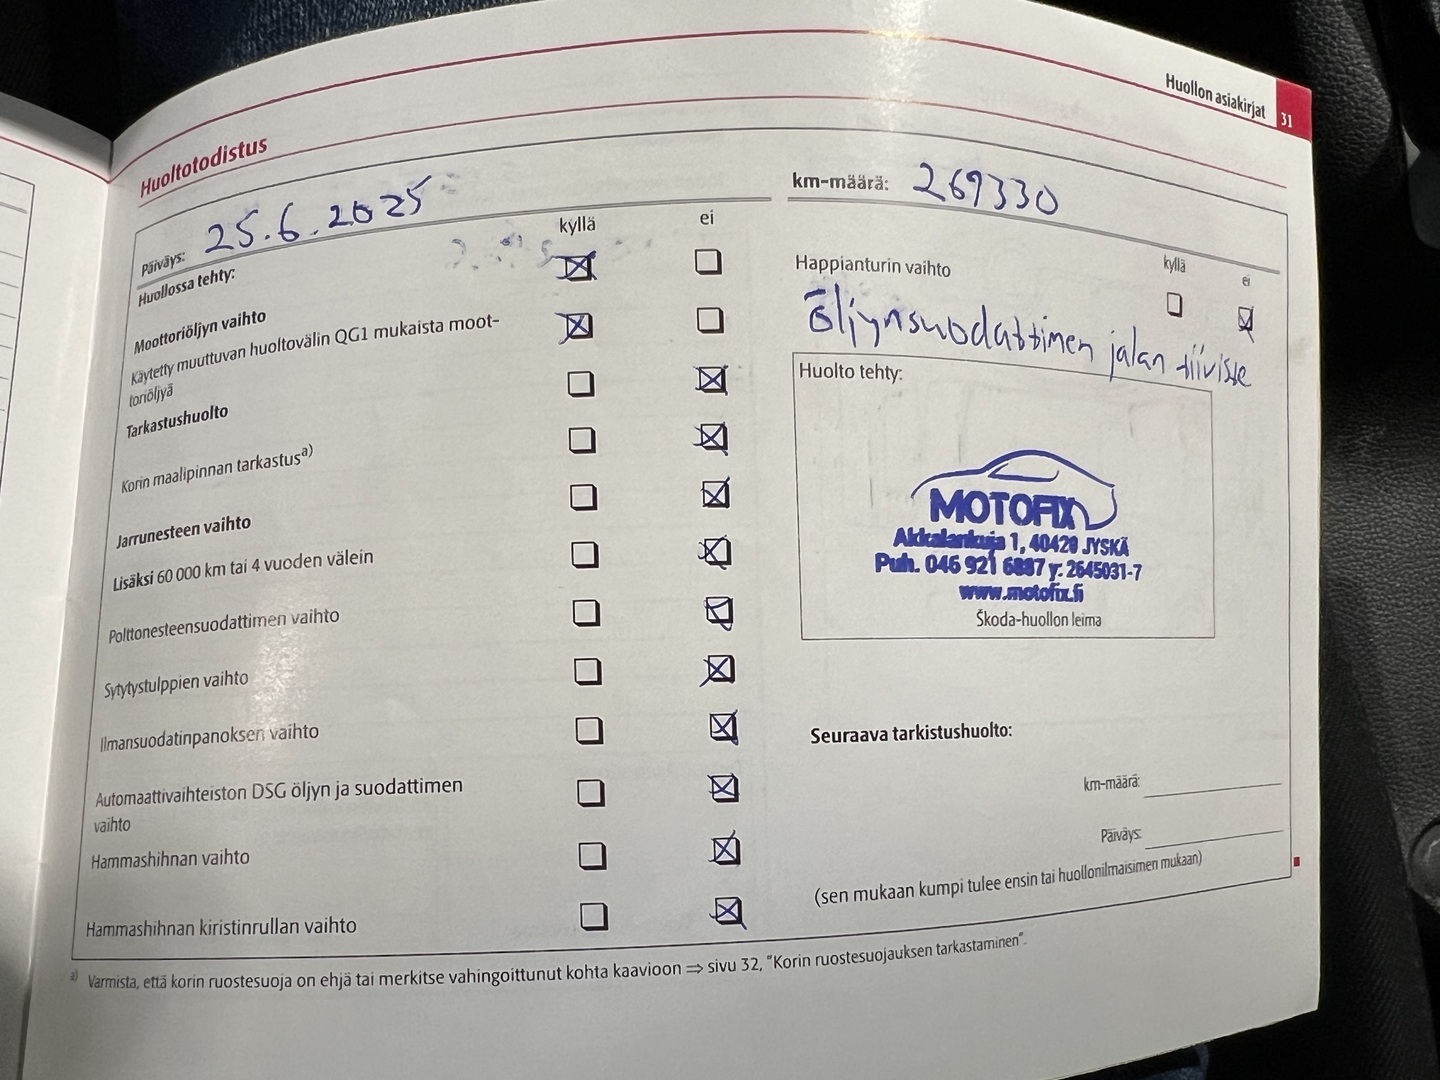 Huollon asiakirjat 31
Huoltotodistus
Päiväys: 25.6.2025
km-määrä: 269330
Huollossa tehty:
kyllä ei
Moottoriöljyn vaihto
Käytetty muuttuvan huoltovälin QG1 mukaista moot-
toriöljyä
Tarkastushuolto
Korin maalipinnan tarkastusa)
Jarrunesteen vaihto
Lisäksi 60 000 km tai 4 vuoden välein
Polttonesteensuodattimen vaihto
Sytytystulppien vaihto
Ilmansuodatinpanoksen vaihto
Automaattivaihteiston DSG öljyn ja suodattimen
vaihto
Hammashihnan vaihto
Hammashihnan kiristinrullan vaihto
kyllä ei
Happianturin vaihto
öljynsuodattimen jalan tiiviste
Huolto tehty:
MOTOFIX
Akkalankuja 1, 40420 JYSKÄ
Puh. 046 921 6887 y: 2645031-7
www.motofix.fi
Škoda-huollon leima
Seuraava tarkistushuolto:
km-määrä:
Päiväys:
(sen mukaan kumpi tulee ensin tai huollonilmaisimen mukaan)
a) Varmista, että korin ruostesuoja on ehjä tai merkitse vahingoittunut kohta kaavioon ⇒ sivu 32, "Korin ruostesuojauksen tarkastaminen".